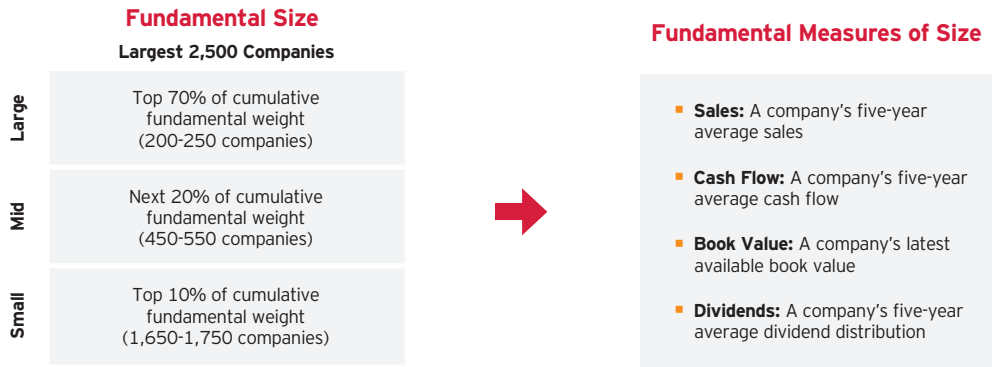 Fundamental Size
Largest 2,500 Companies
Large
Top 70% of cumulative
fundamental weight
(200-250 companies)
Mid
Next 20% of cumulative
fundamental weight
(450-550 companies)
Small
Top 10% of cumulative
fundamental weight
(1,650-1,750 companies)
Fundamental Measures of Size
Sales: A company’s five-year
average sales
Cash Flow: A company’s five-year
average cash flow
Book Value: A company’s latest
available book value
Dividends: A company’s five-year
average dividend distribution